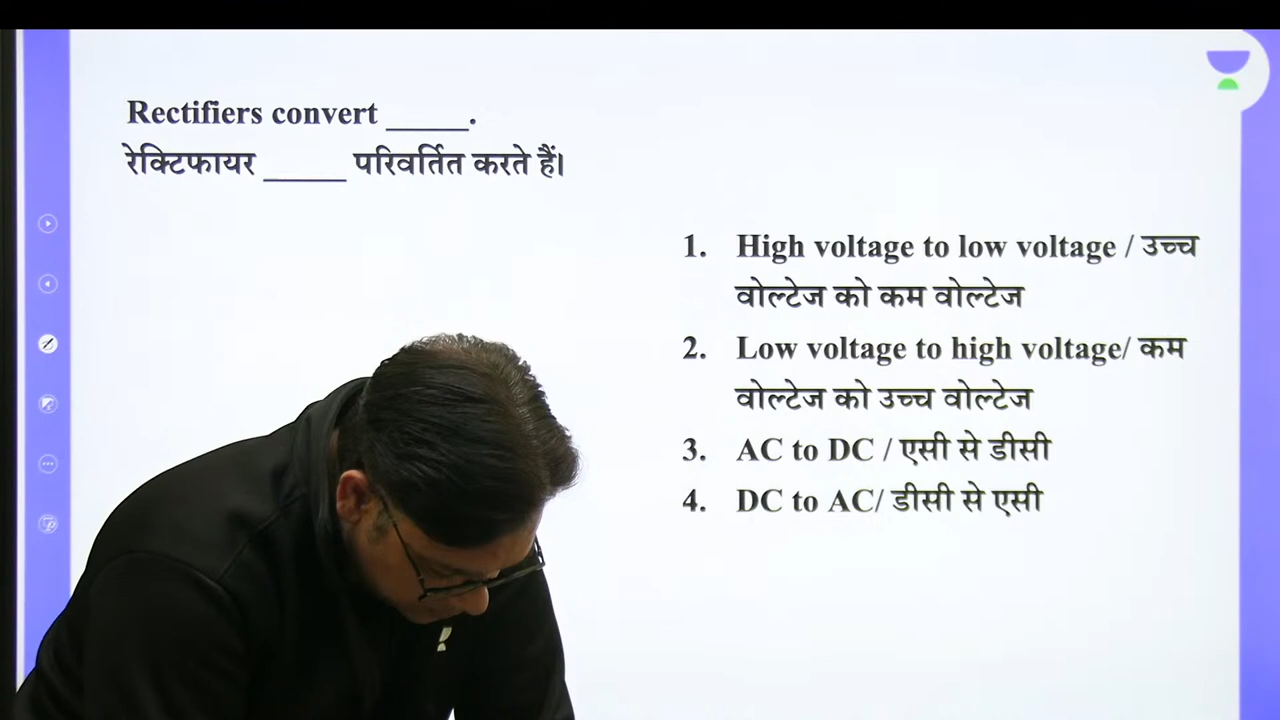 Rectifiers convert _____.
रेक्टिफायर _____ परिवर्तित करते हैं।
1. High voltage to low voltage / उच्च
वोल्टेज को कम वोल्टेज
2. Low voltage to high voltage/ कम
वोल्टेज को उच्च वोल्टेज
3. AC to DC / एसी से डीसी
4. DC to AC/ डीसी से एसी